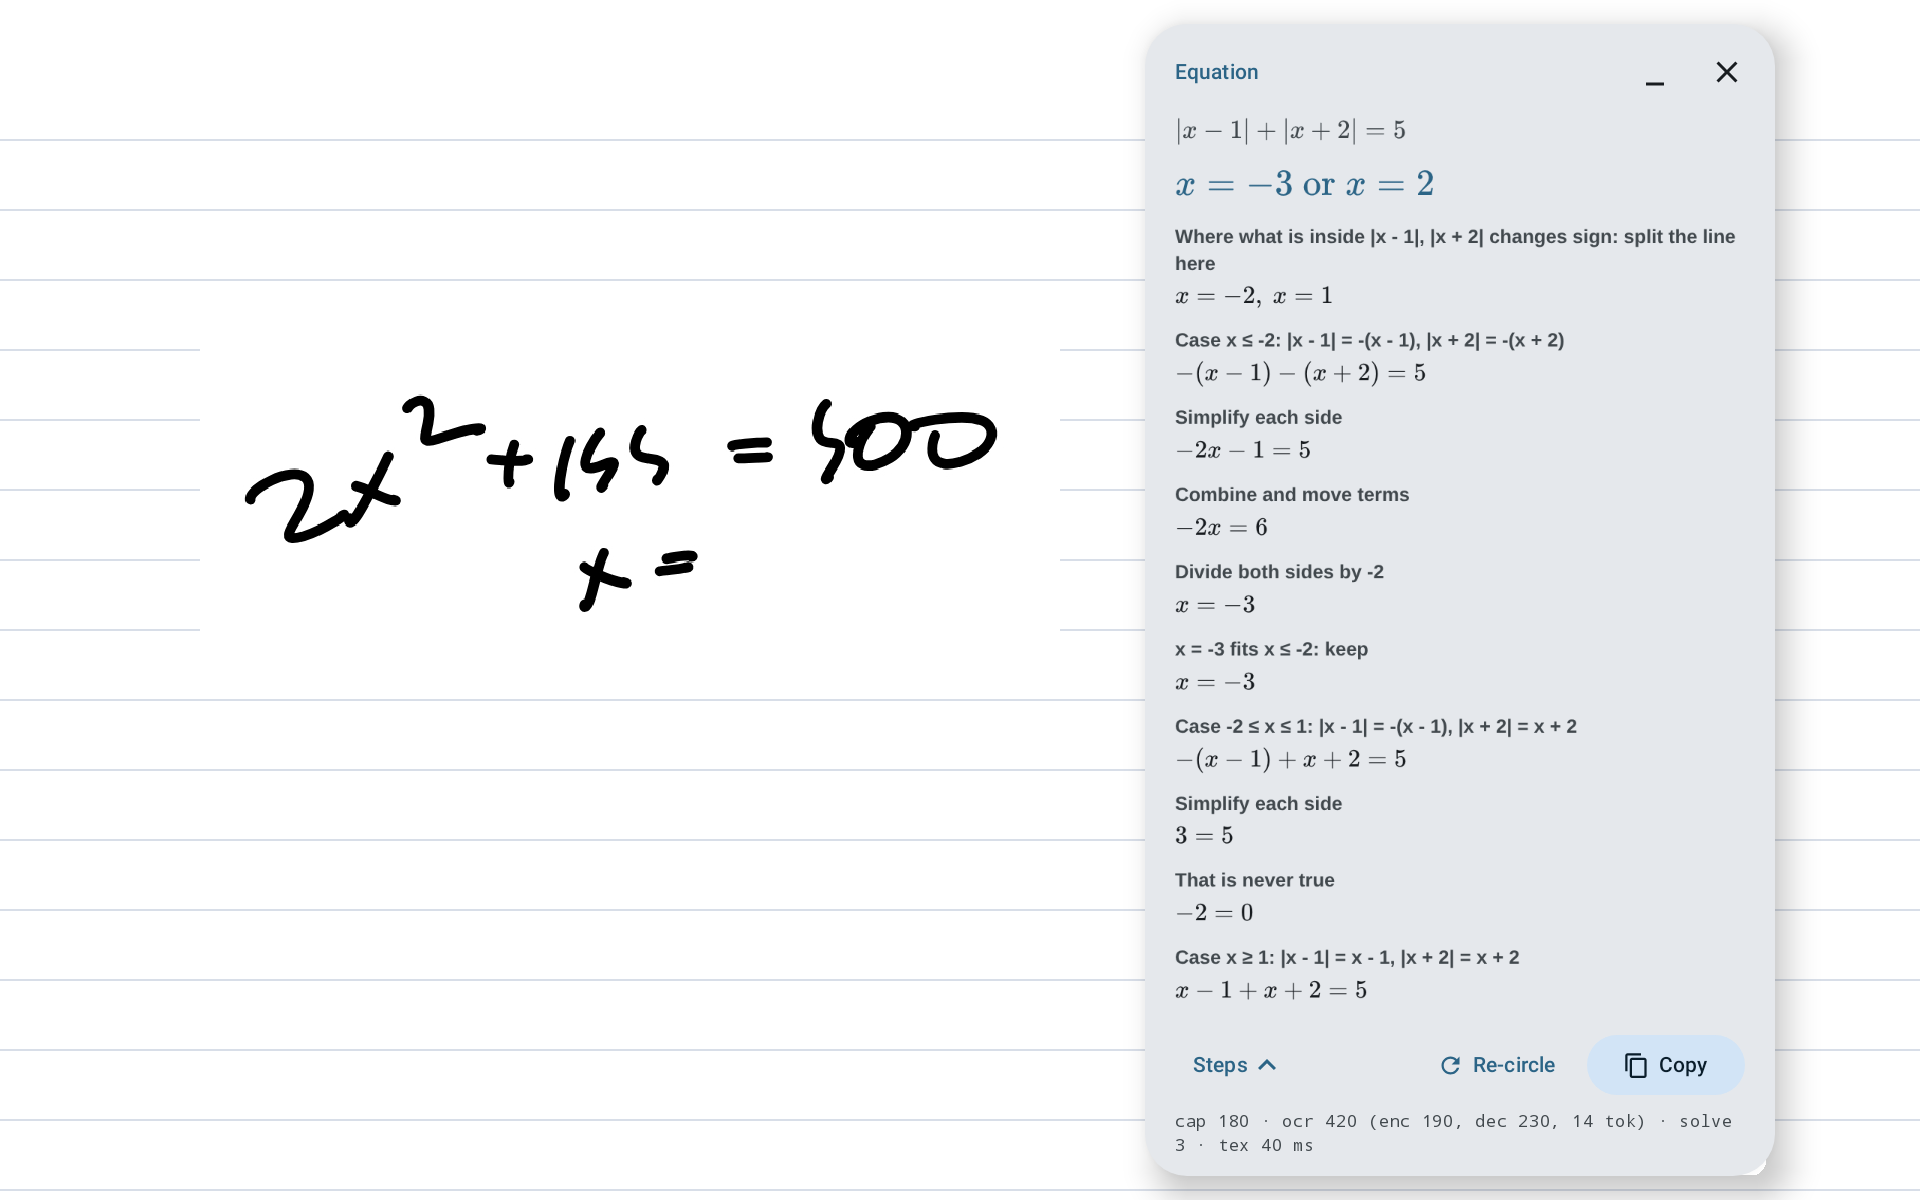 2x² + 155 = 500
x =
Equation
|x − 1| + |x + 2| = 5
x = −3 or x = 2
Where what is inside |x - 1|, |x + 2| changes sign: split the line
here
x = −2, x = 1
Case x ≤ -2: |x - 1| = -(x - 1), |x + 2| = -(x + 2)
−(x − 1) − (x + 2) = 5
Simplify each side
−2x − 1 = 5
Combine and move terms
−2x = 6
Divide both sides by -2
x = −3
x = -3 fits x ≤ -2: keep
x = −3
Case -2 ≤ x ≤ 1: |x - 1| = -(x - 1), |x + 2| = x + 2
−(x − 1) + x + 2 = 5
Simplify each side
3 = 5
That is never true
−2 = 0
Case x ≥ 1: |x - 1| = x - 1, |x + 2| = x + 2
x − 1 + x + 2 = 5
Steps Re-circle Copy
cap 180 · ocr 420 (enc 190, dec 230, 14 tok) · solve
3 · tex 40 ms